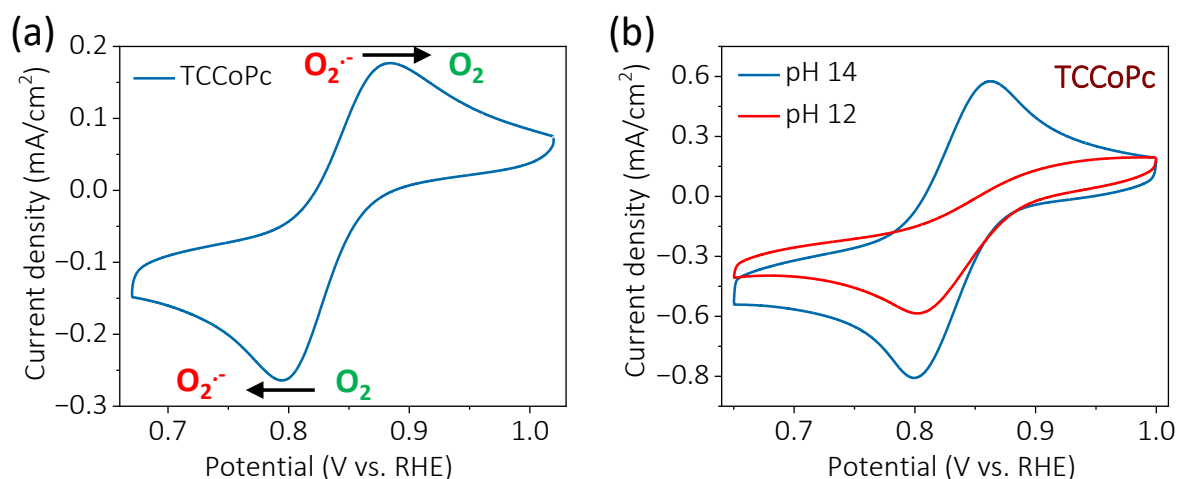 (a)
TCCoPc
O₂·⁻ O₂
O₂·⁻ O₂
0.2
0.1
0.0
−0.1
−0.2
−0.3
Current density (mA/cm²)
0.7 0.8 0.9 1.0
Potential (V vs. RHE)
(b)
pH 14
pH 12
TCCoPc
0.6
0.3
0.0
−0.3
−0.6
−0.8
Current density (mA/cm²)
0.7 0.8 0.9 1.0
Potential (V vs. RHE)